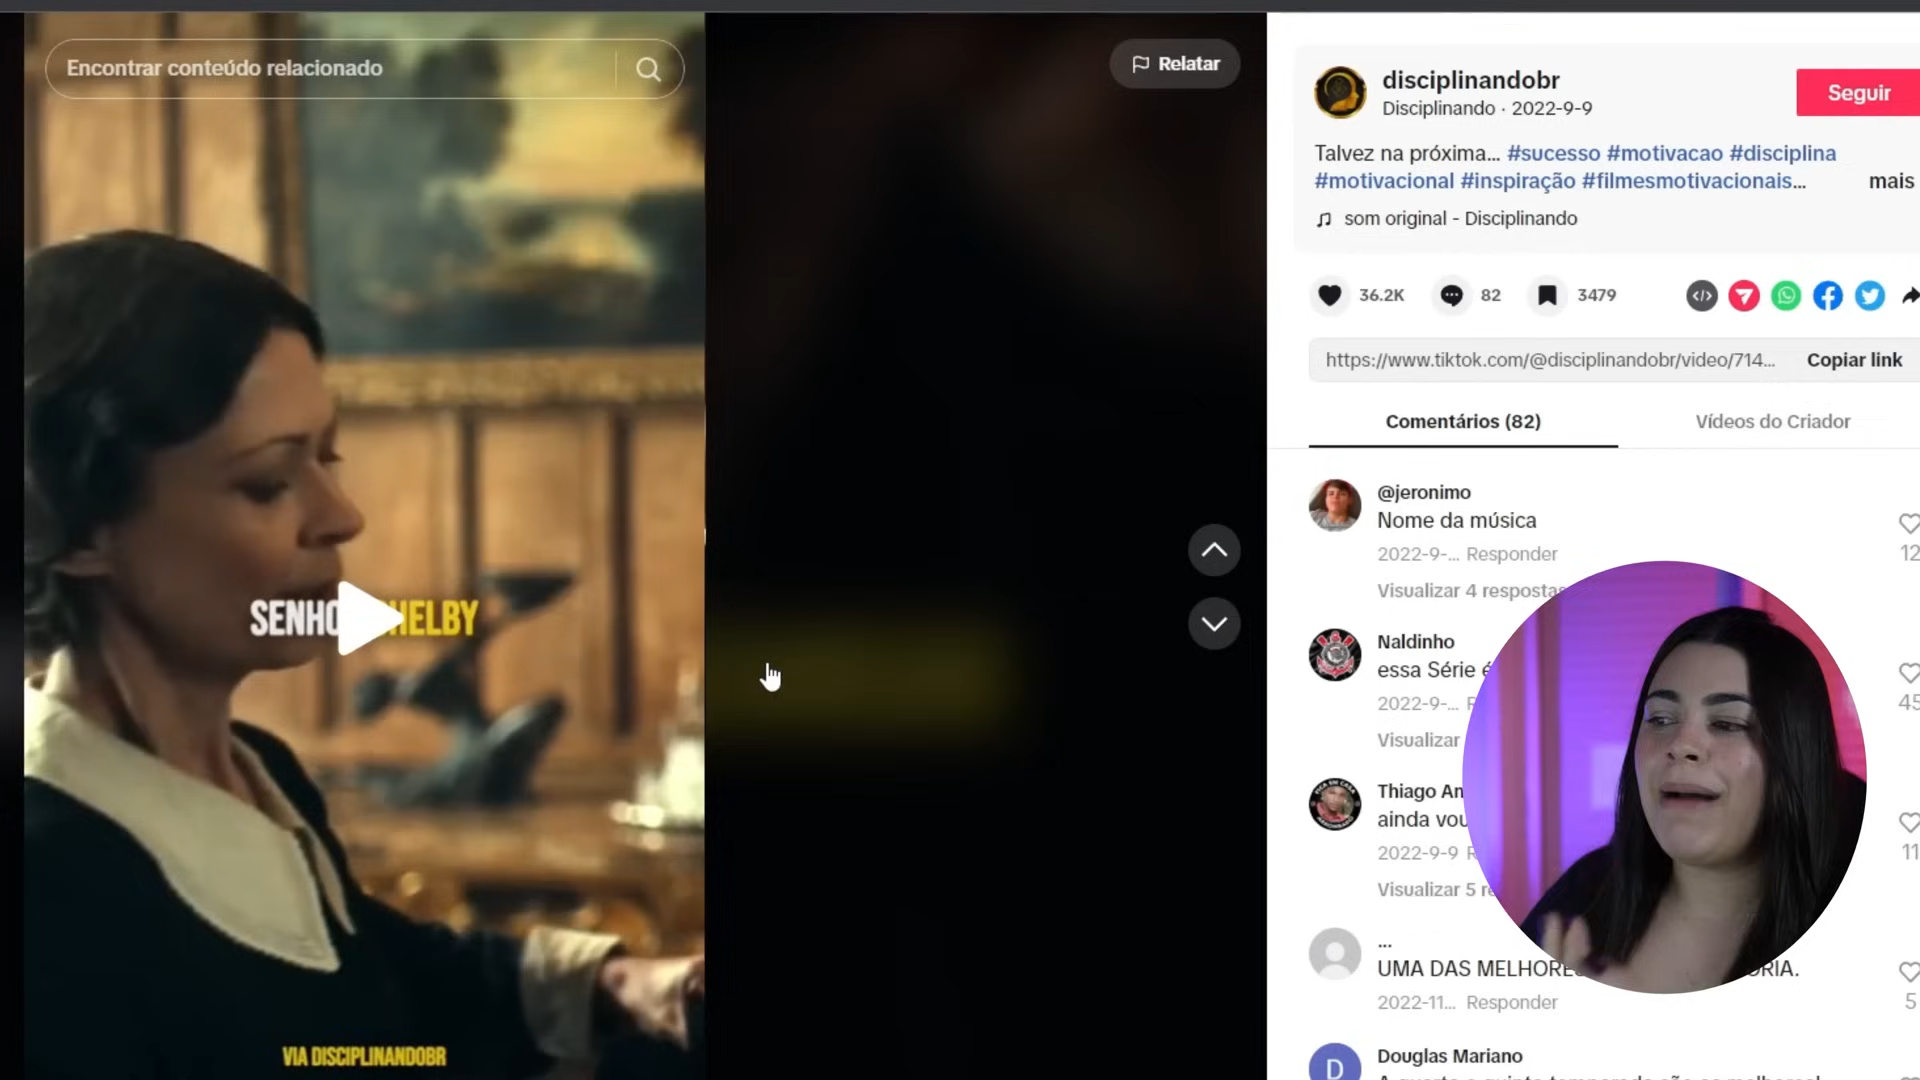 Encontrar conteúdo relacionado
Relatar
SENHO HELBY
VIA DISCIPLINANDOBR
disciplinandobr
Disciplinando · 2022-9-9
Seguir
Talvez na próxima... #sucesso #motivacao #disciplina
#motivacional #inspiração #filmesmotivacionais...
mais
som original - Disciplinando
36.2K
82
3479
https://www.tiktok.com/@disciplinandobr/video/714...
Copiar link
Comentários (82)
Vídeos do Criador
@jeronimo
Nome da música
12
2022-9-... Responder
Visualizar 4 respostas
Naldinho
essa Série é
45
2022-9-...
Visualizar
Thiago An
ainda vou
11
2022-9-9 R
Visualizar 5 re
...
UMA DAS MELHORE
2022-11... Responder
5
D
Douglas Mariano